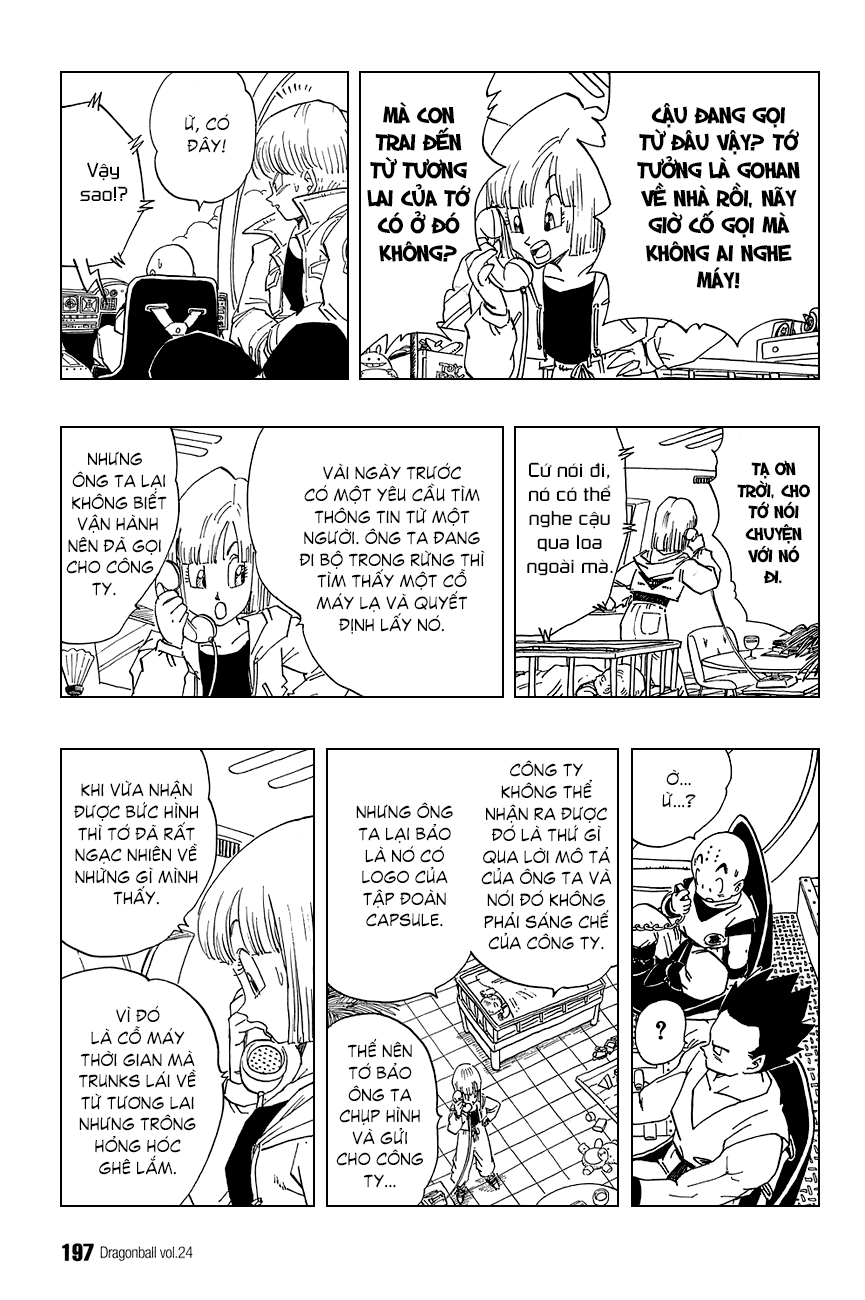 CẬU ĐANG GỌI
TỪ ĐÂU VẬY? TỚ
TƯỞNG LÀ GOHAN
VỀ NHÀ RỒI, NÃY
GIỜ CỐ GỌI MÀ
KHÔNG AI NGHE
MÁY!
MÀ CON
TRAI ĐẾN
TỪ TƯƠNG
LAI CỦA TỚ
CÓ Ở ĐÓ
KHÔNG?
Ừ, CÓ
ĐÂY!
Vậy
sao!?
TẠ ƠN
TRỜI, CHO
TỚ NÓI
CHUYỆN
VỚI NÓ
ĐI.
Cứ nói đi,
nó có thể
nghe cậu
qua loa
ngoài mà.
VÀI NGÀY TRƯỚC
CÓ MỘT YÊU CẦU TÌM
THÔNG TIN TỪ MỘT
NGƯỜI. ÔNG TA ĐANG
ĐI BỘ TRONG RỪNG THÌ
TÌM THẤY MỘT CỖ
MÁY LẠ VÀ QUYẾT
ĐỊNH LẤY NÓ.
NHƯNG
ÔNG TA LẠI
KHÔNG BIẾT
VẬN HÀNH
NÊN ĐÃ GỌI
CHO CÔNG
TY.
Ờ...
Ừ...?
?
CÔNG TY
KHÔNG THỂ
NHẬN RA ĐƯỢC
ĐÓ LÀ THỨ GÌ
QUA LỜI MÔ TẢ
CỦA ÔNG TA VÀ
NÓI ĐÓ KHÔNG
PHẢI SÁNG CHẾ
CỦA CÔNG TY.
NHƯNG ÔNG
TA LẠI BẢO
LÀ NÓ CÓ
LOGO CỦA
TẬP ĐOÀN
CAPSULE.
THẾ NÊN
TỚ BẢO
ÔNG TA
CHỤP HÌNH
VÀ GỬI
CHO CÔNG
TY...
KHI VỪA NHẬN
ĐƯỢC BỨC HÌNH
THÌ TỚ ĐÃ RẤT
NGẠC NHIÊN VỀ
NHỮNG GÌ MÌNH
THẤY.
VÌ ĐÓ
LÀ CỖ MÁY
THỜI GIAN MÀ
TRUNKS LÁI VỀ
TỪ TƯƠNG LAI
NHƯNG TRÔNG
HỎNG HÓC
GHÊ LẮM.
197 Dragonball vol.24